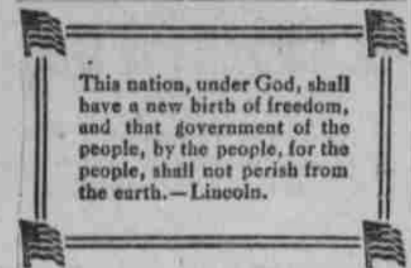 This nation, under God, shall
have a new birth of freedom,
and that government of the
people, by the people, for the
people, shall not perish from
the earth.—Lincoln.